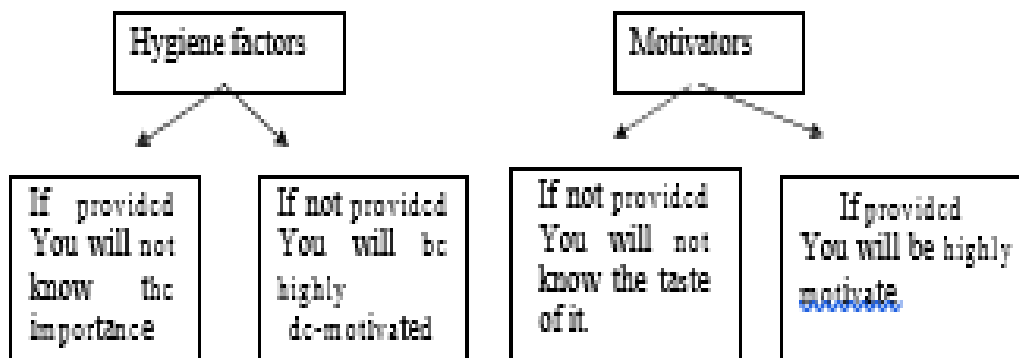 Hygiene factors
Motivators
If provided
You will not
know the
importance
If not provided
You will be
highly
de-motivated
If not provided
You will not
know the taste
of it.
If provided
You will be highly
motivate